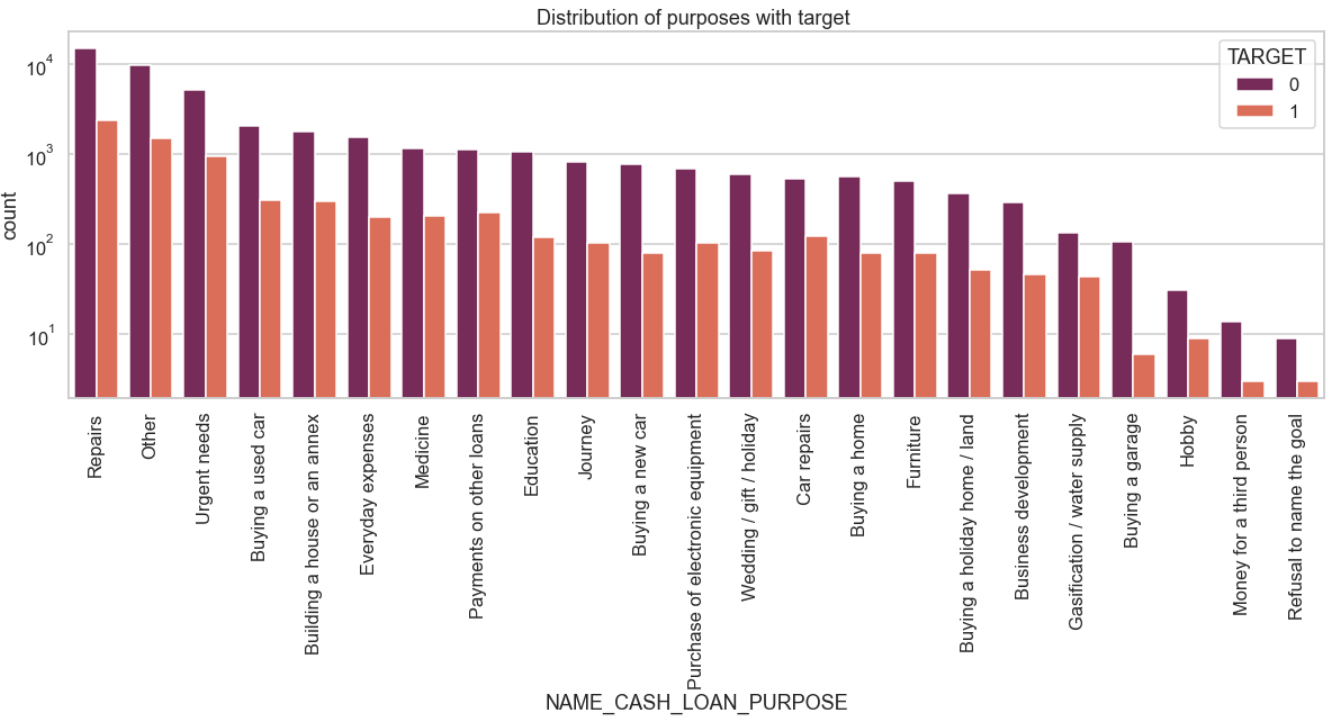 Distribution of purposes with target
TARGET
0
1
count
10^4
10^3
10^2
10^1
Repairs
Other
Urgent needs
Buying a used car
Building a house or an annex
Everyday expenses
Medicine
Payments on other loans
Education
Journey
Buying a new car
Purchase of electronic equipment
Wedding / gift / holiday
Car repairs
Buying a home
Furniture
Buying a holiday home / land
Business development
Gasification / water supply
Buying a garage
Hobby
Money for a third person
Refusal to name the goal
NAME_CASH_LOAN_PURPOSE